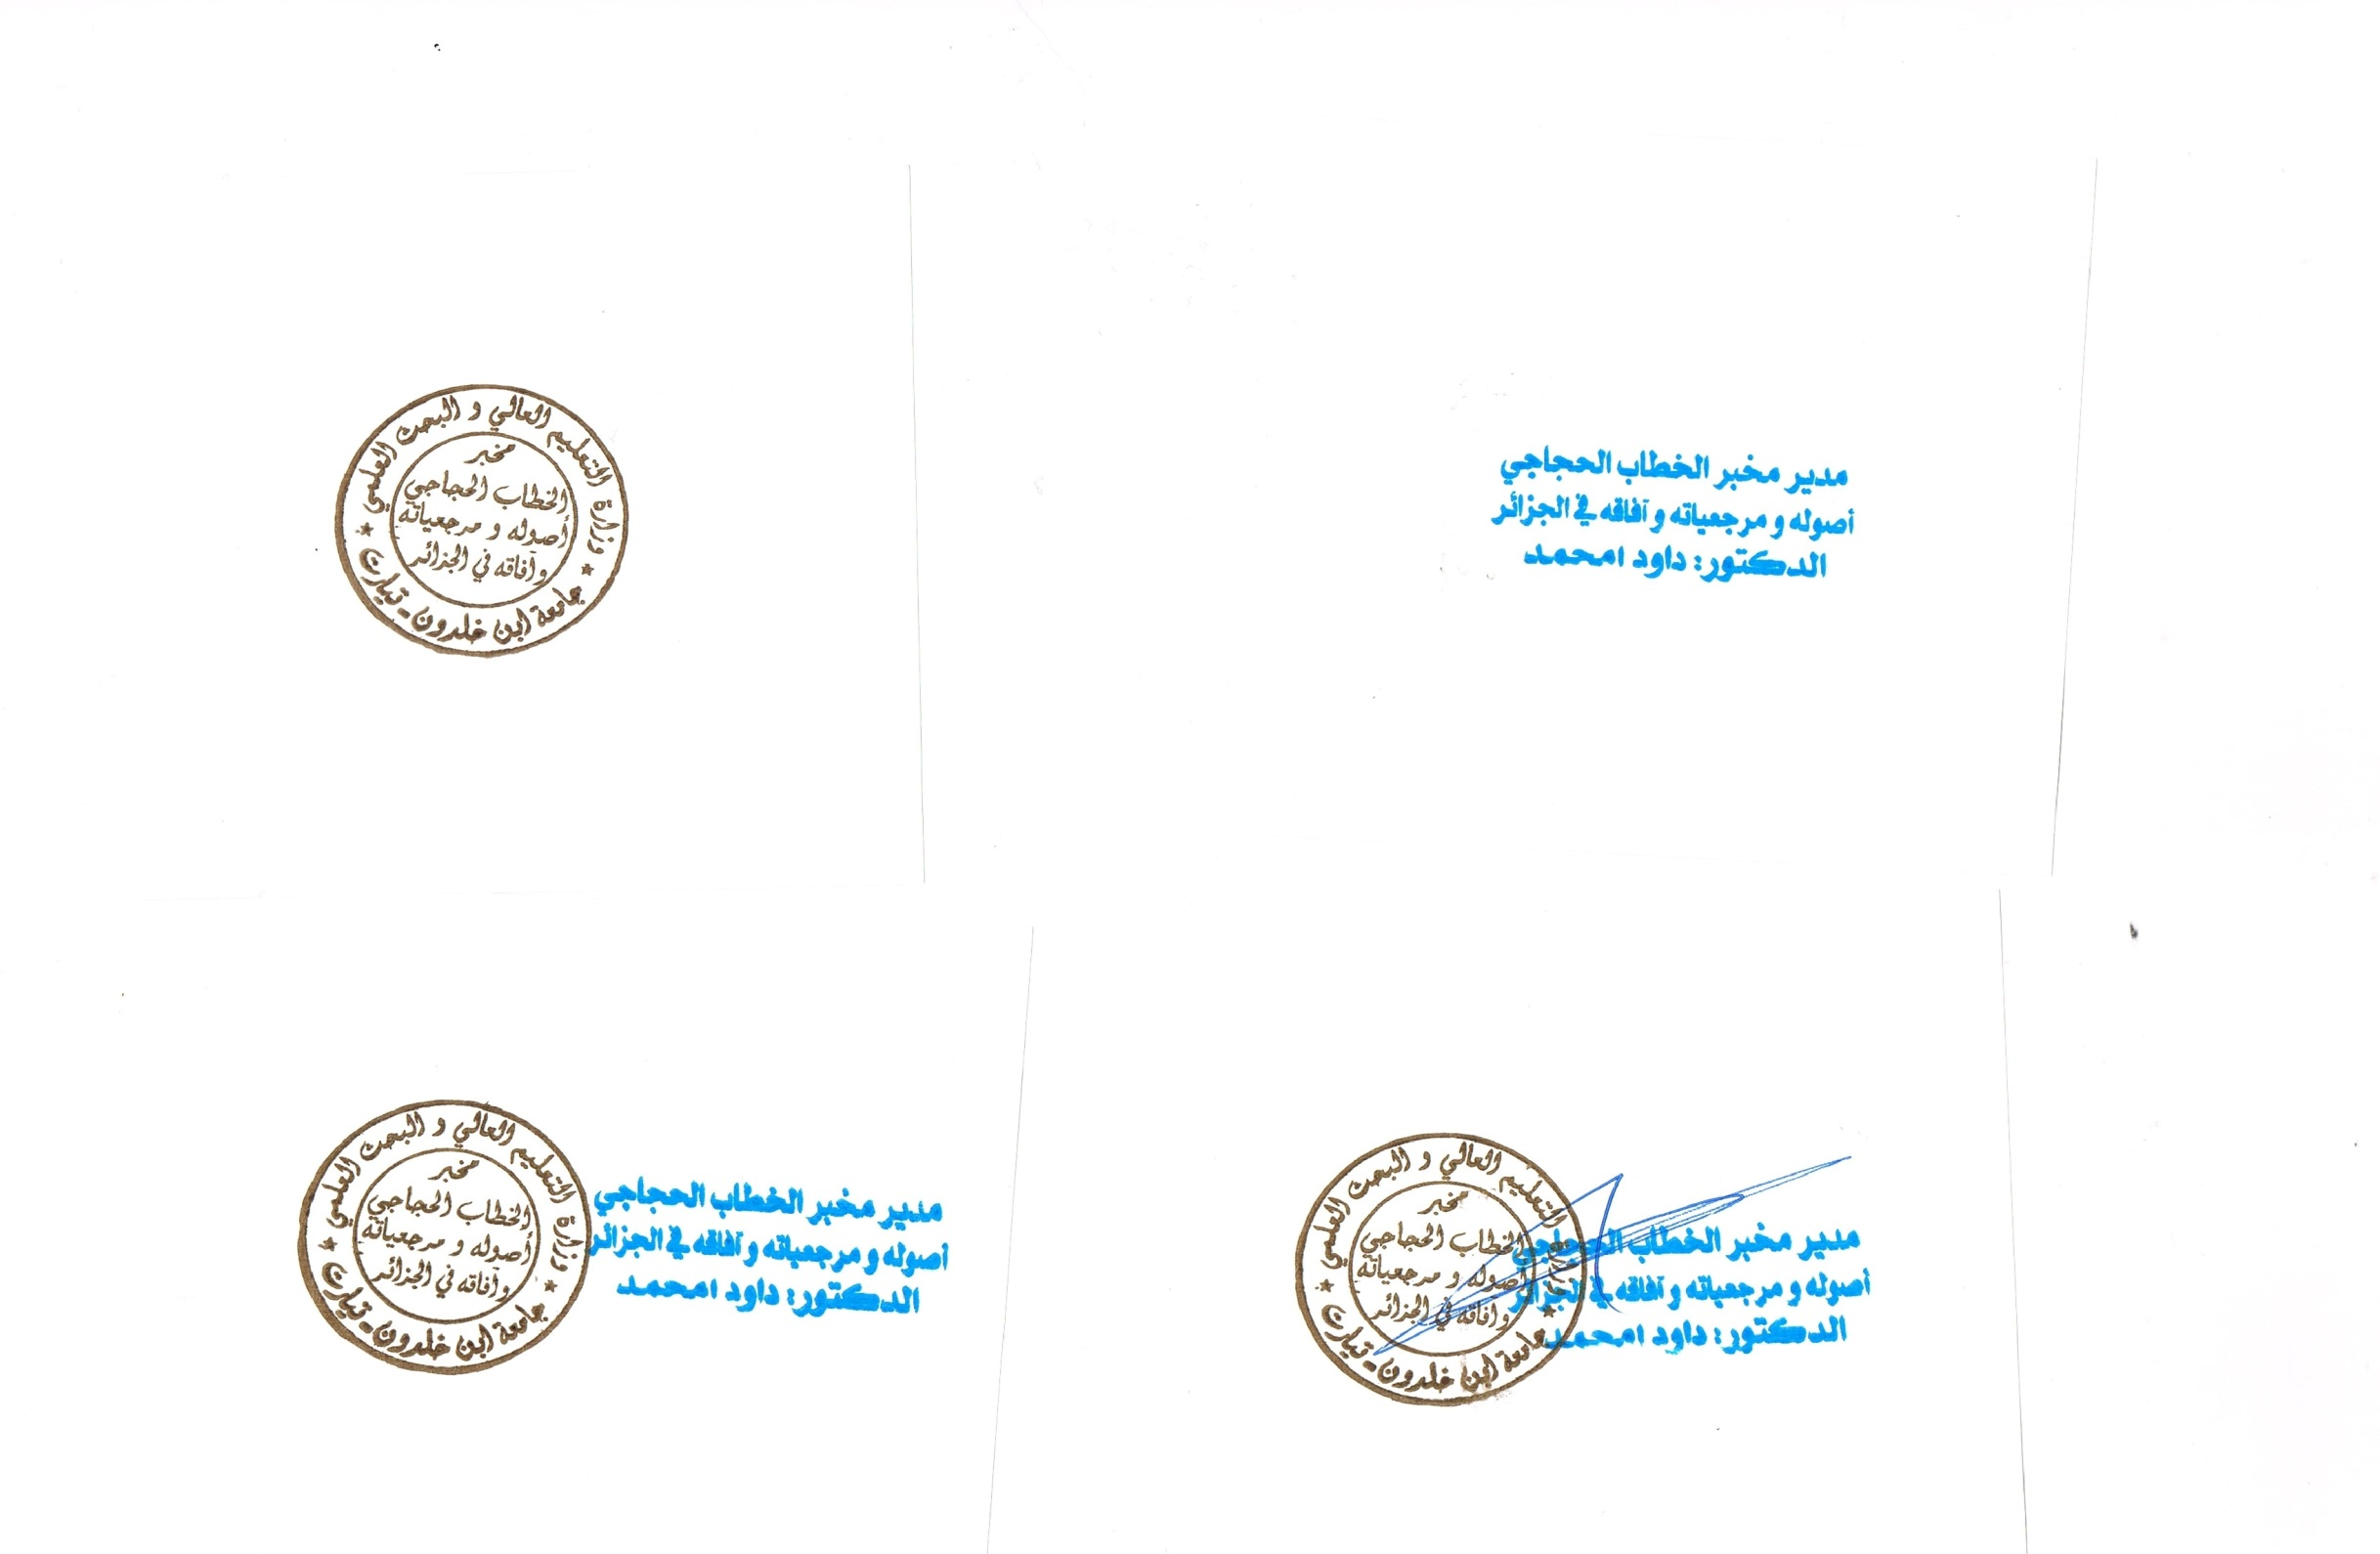 وزارة التعليم العالي و البحث العلمي
مخبر
الخطاب الحجاجي
أصوله و مرجعياته
وآفاقه في الجزائر
* جامعة ابن خلدون - تيارت *
مدير مخبر الخطاب الحجاجي
أصوله و مرجعياته و آفاقه في الجزائر
الدكتور: داود امحمد
وزارة التعليم العالي و البحث العلمي
مخبر
الخطاب الحجاجي
أصوله و مرجعياته
وآفاقه في الجزائر
* جامعة ابن خلدون - تيارت *
مدير مخبر الخطاب الحجاجي
أصوله و مرجعياته و آفاقه في الجزائر
الدكتور: داود امحمد
التعليم العالي و البحث العلمي
مخبر
الخطاب الحجاجي
أصوله و مرجعياته
وآفاقه في الجزائر
* جامعة ابن خلدون - تيارت *
مدير مخبر الخطاب الحجاجي
أصوله و مرجعياته و آفاقه في الجزائر
الدكتور: داود امحمد